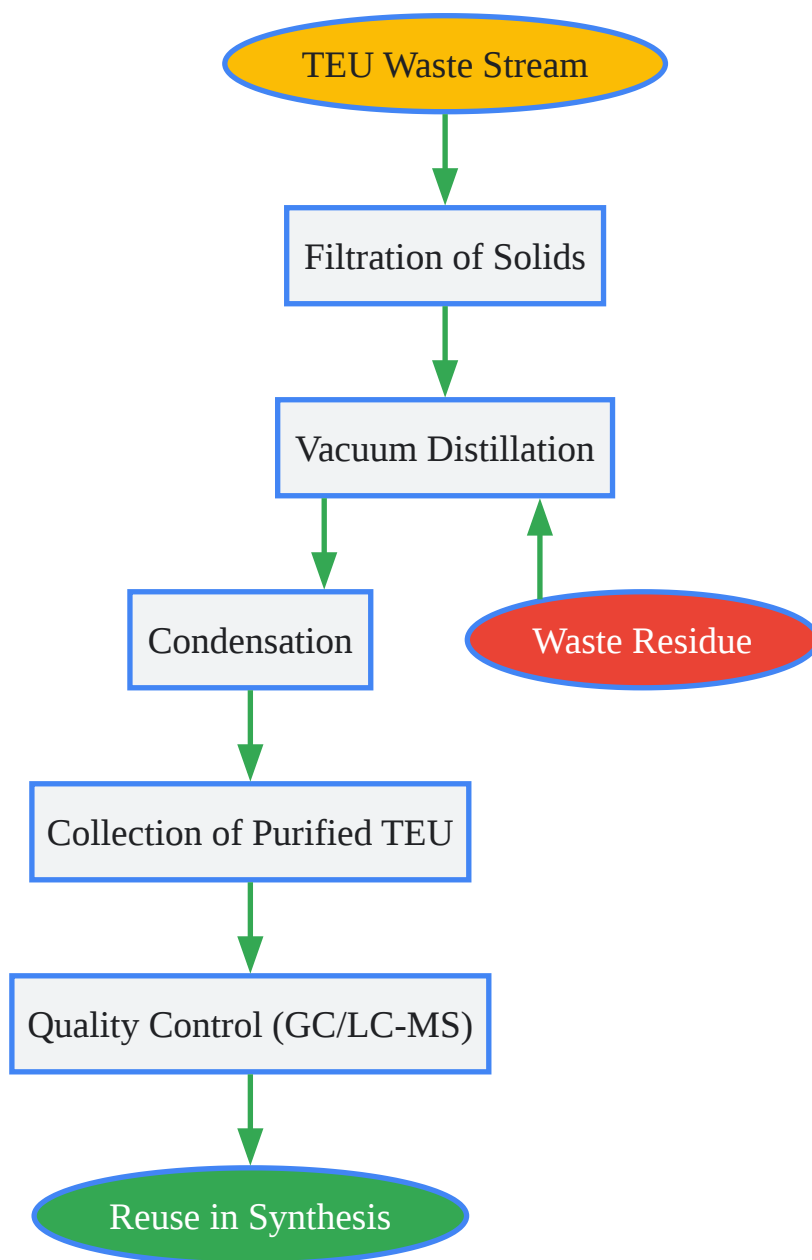 TEU Waste Stream
Filtration of Solids
Vacuum Distillation
Condensation
Waste Residue
Collection of Purified TEU
Quality Control (GC/LC-MS)
Reuse in Synthesis